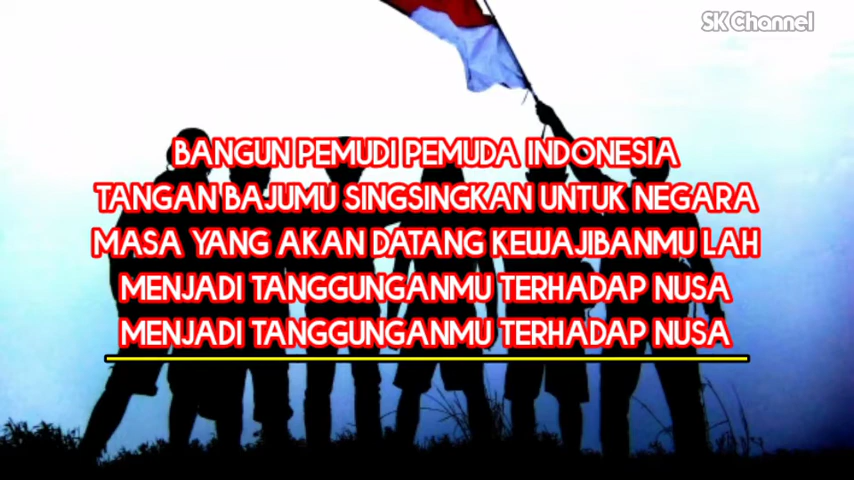 SK Channel
BANGUN PEMUDI PEMUDA INDONESIA
TANGAN BAJUMU SINGSINGKAN UNTUK NEGARA
MASA YANG AKAN DATANG KEWAJIBANMU LAH
MENJADI TANGGUNGANMU TERHADAP NUSA
MENJADI TANGGUNGANMU TERHADAP NUSA